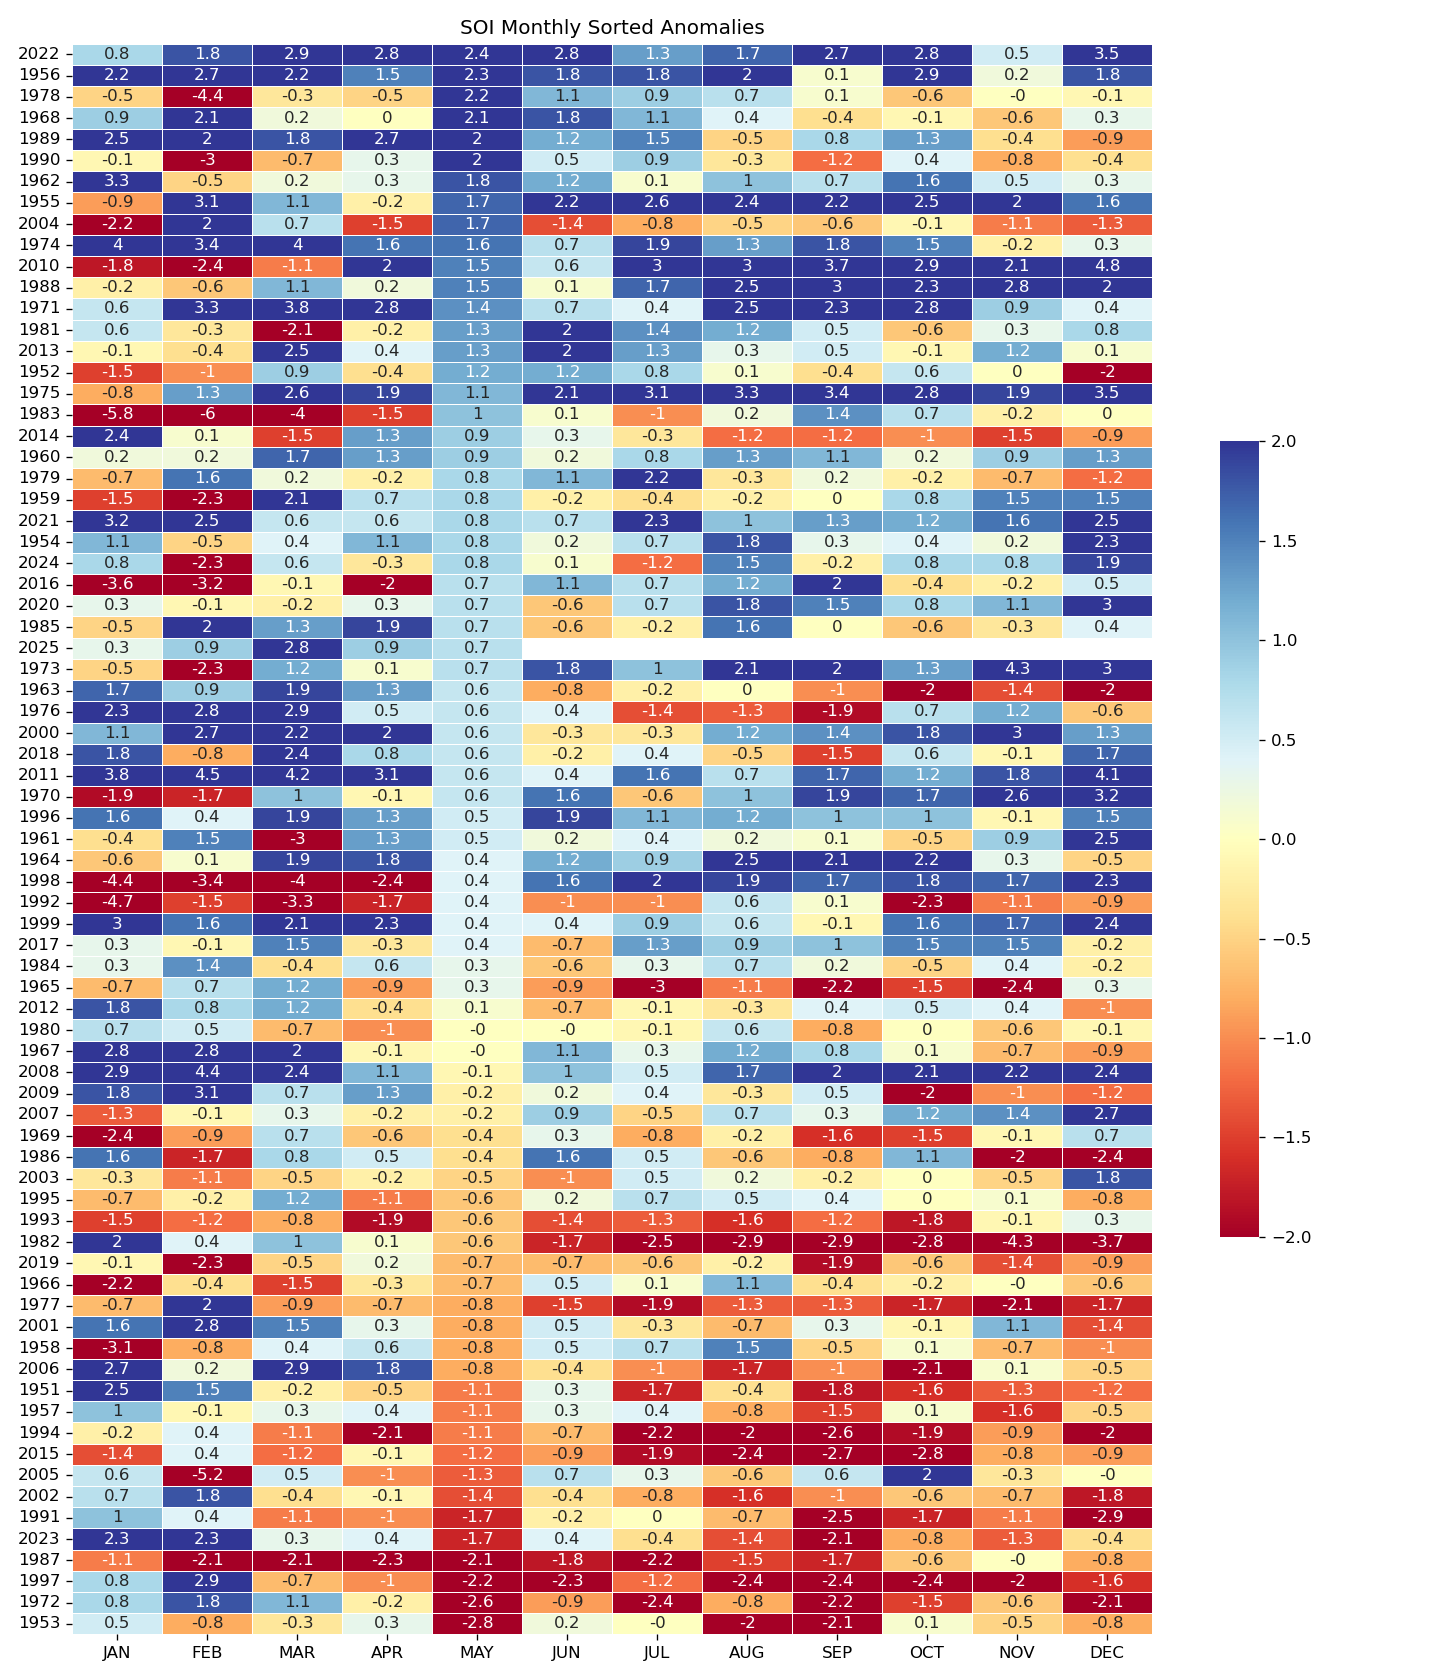 SOI Monthly Sorted Anomalies
2022 0.8 1.8 2.9 2.8 2.4 2.8 1.3 1.7 2.7 2.8 0.5 3.5
1956 2.2 2.7 2.2 1.5 2.3 1.8 1.8 2 0.1 2.9 0.2 1.8
1978 -0.5 -4.4 -0.3 -0.5 2.2 1.1 0.9 0.7 0.1 -0.6 -0 -0.1
1968 0.9 2.1 0.2 0 2.1 1.8 1.1 0.4 -0.4 -0.1 -0.6 0.3
1989 2.5 2 1.8 2.7 2 1.2 1.5 -0.5 0.8 1.3 -0.4 -0.9
1990 -0.1 -3 -0.7 0.3 2 0.5 0.9 -0.3 -1.2 0.4 -0.8 -0.4
1962 3.3 -0.5 0.2 0.3 1.8 1.2 0.1 1 0.7 1.6 0.5 0.3
1955 -0.9 3.1 1.1 -0.2 1.7 2.2 2.6 2.4 2.2 2.5 2 1.6
2004 -2.2 2 0.7 -1.5 1.7 -1.4 -0.8 -0.5 -0.6 -0.1 -1.1 -1.3
1974 4 3.4 4 1.6 1.6 0.7 1.9 1.3 1.8 1.5 -0.2 0.3
2010 -1.8 -2.4 -1.1 2 1.5 0.6 3 3 3.7 2.9 2.1 4.8
1988 -0.2 -0.6 1.1 0.2 1.5 0.1 1.7 2.5 3 2.3 2.8 2
1971 0.6 3.3 3.8 2.8 1.4 0.7 0.4 2.5 2.3 2.8 0.9 0.4
1981 0.6 -0.3 -2.1 -0.2 1.3 2 1.4 1.2 0.5 -0.6 0.3 0.8
2013 -0.1 -0.4 2.5 0.4 1.3 2 1.3 0.3 0.5 -0.1 1.2 0.1
1952 -1.5 -1 0.9 -0.4 1.2 1.2 0.8 0.1 -0.4 0.6 0 -2
1975 -0.8 1.3 2.6 1.9 1.1 2.1 3.1 3.3 3.4 2.8 1.9 3.5
1983 -5.8 -6 -4 -1.5 1 0.1 -1 0.2 1.4 0.7 -0.2 0
2014 2.4 0.1 -1.5 1.3 0.9 0.3 -0.3 -1.2 -1.2 -1 -1.5 -0.9
1960 0.2 0.2 1.7 1.3 0.9 0.2 0.8 1.3 1.1 0.2 0.9 1.3
1979 -0.7 1.6 0.2 -0.2 0.8 1.1 2.2 -0.3 0.2 -0.2 -0.7 -1.2
1959 -1.5 -2.3 2.1 0.7 0.8 -0.2 -0.4 -0.2 0 0.8 1.5 1.5
2021 3.2 2.5 0.6 0.6 0.8 0.7 2.3 1 1.3 1.2 1.6 2.5
1954 1.1 -0.5 0.4 1.1 0.8 0.2 0.7 1.8 0.3 0.4 0.2 2.3
2024 0.8 -2.3 0.6 -0.3 0.8 0.1 -1.2 1.5 -0.2 0.8 0.8 1.9
2016 -3.6 -3.2 -0.1 -2 0.7 1.1 0.7 1.2 2 -0.4 -0.2 0.5
2020 0.3 -0.1 -0.2 0.3 0.7 -0.6 0.7 1.8 1.5 0.8 1.1 3
1985 -0.5 2 1.3 1.9 0.7 -0.6 -0.2 1.6 0 -0.6 -0.3 0.4
2025 0.3 0.9 2.8 0.9 0.7
1973 -0.5 -2.3 1.2 0.1 0.7 1.8 1 2.1 2 1.3 4.3 3
1963 1.7 0.9 1.9 1.3 0.6 -0.8 -0.2 0 -1 -2 -1.4 -2
1976 2.3 2.8 2.9 0.5 0.6 0.4 -1.4 -1.3 -1.9 0.7 1.2 -0.6
2000 1.1 2.7 2.2 2 0.6 -0.3 -0.3 1.2 1.4 1.8 3 1.3
2018 1.8 -0.8 2.4 0.8 0.6 -0.2 0.4 -0.5 -1.5 0.6 -0.1 1.7
2011 3.8 4.5 4.2 3.1 0.6 0.4 1.6 0.7 1.7 1.2 1.8 4.1
1970 -1.9 -1.7 1 -0.1 0.6 1.6 -0.6 1 1.9 1.7 2.6 3.2
1996 1.6 0.4 1.9 1.3 0.5 1.9 1.1 1.2 1 1 -0.1 1.5
1961 -0.4 1.5 -3 1.3 0.5 0.2 0.4 0.2 0.1 -0.5 0.9 2.5
1964 -0.6 0.1 1.9 1.8 0.4 1.2 0.9 2.5 2.1 2.2 0.3 -0.5
1998 -4.4 -3.4 -4 -2.4 0.4 1.6 2 1.9 1.7 1.8 1.7 2.3
1992 -4.7 -1.5 -3.3 -1.7 0.4 -1 -1 0.6 0.1 -2.3 -1.1 -0.9
1999 3 1.6 2.1 2.3 0.4 0.4 0.9 0.6 -0.1 1.6 1.7 2.4
2017 0.3 -0.1 1.5 -0.3 0.4 -0.7 1.3 0.9 1 1.5 1.5 -0.2
1984 0.3 1.4 -0.4 0.6 0.3 -0.6 0.3 0.7 0.2 -0.5 0.4 -0.2
1965 -0.7 0.7 1.2 -0.9 0.3 -0.9 -3 -1.1 -2.2 -1.5 -2.4 0.3
2012 1.8 0.8 1.2 -0.4 0.1 -0.7 -0.1 -0.3 0.4 0.5 0.4 -1
1980 0.7 0.5 -0.7 -1 -0 -0 -0.1 0.6 -0.8 0 -0.6 -0.1
1967 2.8 2.8 2 -0.1 -0 1.1 0.3 1.2 0.8 0.1 -0.7 -0.9
2008 2.9 4.4 2.4 1.1 -0.1 1 0.5 1.7 2 2.1 2.2 2.4
2009 1.8 3.1 0.7 1.3 -0.2 0.2 0.4 -0.3 0.5 -2 -1 -1.2
2007 -1.3 -0.1 0.3 -0.2 -0.2 0.9 -0.5 0.7 0.3 1.2 1.4 2.7
1969 -2.4 -0.9 0.7 -0.6 -0.4 0.3 -0.8 -0.2 -1.6 -1.5 -0.1 0.7
1986 1.6 -1.7 0.8 0.5 -0.4 1.6 0.5 -0.6 -0.8 1.1 -2 -2.4
2003 -0.3 -1.1 -0.5 -0.2 -0.5 -1 0.5 0.2 -0.2 0 -0.5 1.8
1995 -0.7 -0.2 1.2 -1.1 -0.6 0.2 0.7 0.5 0.4 0 0.1 -0.8
1993 -1.5 -1.2 -0.8 -1.9 -0.6 -1.4 -1.3 -1.6 -1.2 -1.8 -0.1 0.3
1982 2 0.4 1 0.1 -0.6 -1.7 -2.5 -2.9 -2.9 -2.8 -4.3 -3.7
2019 -0.1 -2.3 -0.5 0.2 -0.7 -0.7 -0.6 -0.2 -1.9 -0.6 -1.4 -0.9
1966 -2.2 -0.4 -1.5 -0.3 -0.7 0.5 0.1 1.1 -0.4 -0.2 -0 -0.6
1977 -0.7 2 -0.9 -0.7 -0.8 -1.5 -1.9 -1.3 -1.3 -1.7 -2.1 -1.7
2001 1.6 2.8 1.5 0.3 -0.8 0.5 -0.3 -0.7 0.3 -0.1 1.1 -1.4
1958 -3.1 -0.8 0.4 0.6 -0.8 0.5 0.7 1.5 -0.5 0.1 -0.7 -1
2006 2.7 0.2 2.9 1.8 -0.8 -0.4 -1 -1.7 -1 -2.1 0.1 -0.5
1951 2.5 1.5 -0.2 -0.5 -1.1 0.3 -1.7 -0.4 -1.8 -1.6 -1.3 -1.2
1957 1 -0.1 0.3 0.4 -1.1 0.3 0.4 -0.8 -1.5 0.1 -1.6 -0.5
1994 -0.2 0.4 -1.1 -2.1 -1.1 -0.7 -2.2 -2 -2.6 -1.9 -0.9 -2
2015 -1.4 0.4 -1.2 -0.1 -1.2 -0.9 -1.9 -2.4 -2.7 -2.8 -0.8 -0.9
2005 0.6 -5.2 0.5 -1 -1.3 0.7 0.3 -0.6 0.6 2 -0.3 -0
2002 0.7 1.8 -0.4 -0.1 -1.4 -0.4 -0.8 -1.6 -1 -0.6 -0.7 -1.8
1991 1 0.4 -1.1 -1 -1.7 -0.2 0 -0.7 -2.5 -1.7 -1.1 -2.9
2023 2.3 2.3 0.3 0.4 -1.7 0.4 -0.4 -1.4 -2.1 -0.8 -1.3 -0.4
1987 -1.1 -2.1 -2.1 -2.3 -2.1 -1.8 -2.2 -1.5 -1.7 -0.6 -0 -0.8
1997 0.8 2.9 -0.7 -1 -2.2 -2.3 -1.2 -2.4 -2.4 -2.4 -2 -1.6
1972 0.8 1.8 1.1 -0.2 -2.6 -0.9 -2.4 -0.8 -2.2 -1.5 -0.6 -2.1
1953 0.5 -0.8 -0.3 0.3 -2.8 0.2 -0 -2 -2.1 0.1 -0.5 -0.8
JAN FEB MAR APR MAY JUN JUL AUG SEP OCT NOV DEC
2.0
1.5
1.0
0.5
0.0
−0.5
−1.0
−1.5
−2.0